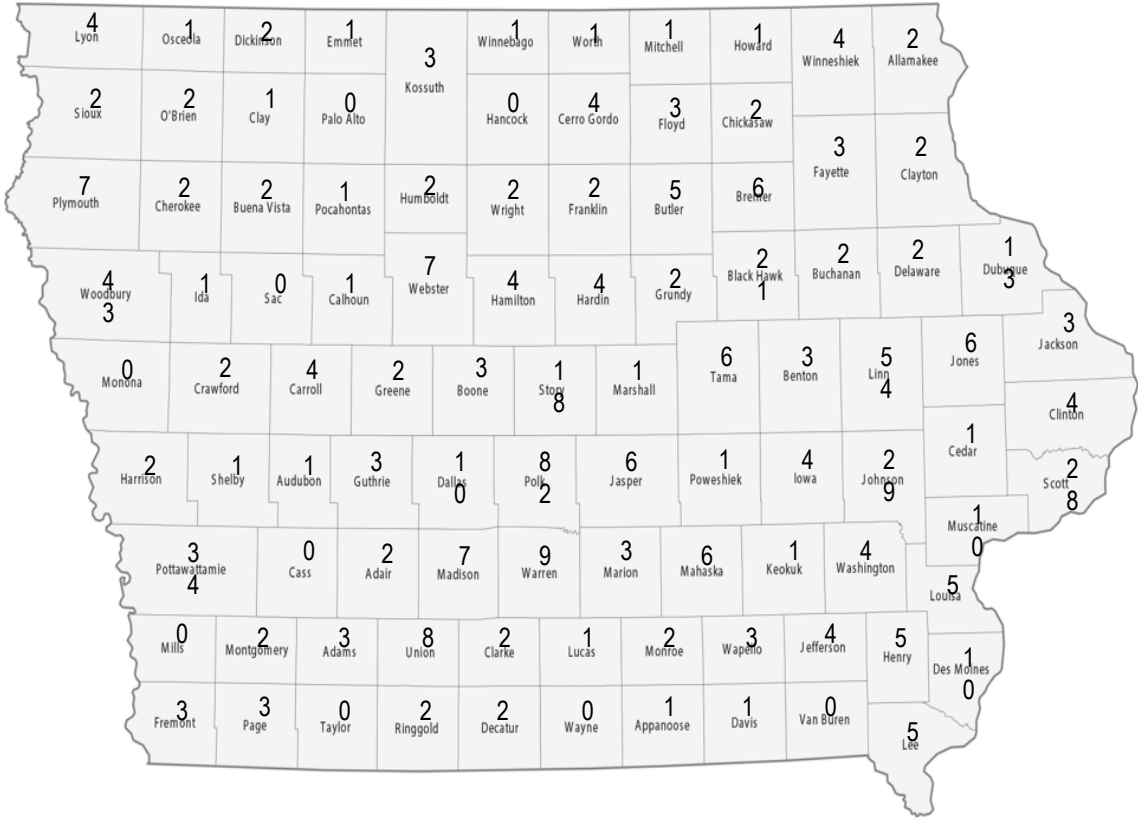 4
Lyon
1
Osceola
2
Dickinson
1
Emmet
3
Kossuth
1
Winnebago
1
Worth
1
Mitchell
1
Howard
4
Winneshiek
2
Allamakee
2
Sioux
2
O'Brien
1
Clay
0
Palo Alto
0
Hancock
4
Cerro Gordo
3
Floyd
2
Chickasaw
3
Fayette
2
Clayton
7
Plymouth
2
Cherokee
2
Buena Vista
1
Pocahontas
2
Humboldt
2
Wright
2
Franklin
5
Butler
6
Bremer
4
Woodbury
3
1
Ida
0
Sac
1
Calhoun
7
Webster
4
Hamilton
4
Hardin
2
Grundy
2
Black Hawk
1
2
Buchanan
2
Delaware
1
Dubuque
3
0
Monona
2
Crawford
4
Carroll
2
Greene
3
Boone
1
Story
8
1
Marshall
6
Tama
3
Benton
5
Linn
4
6
Jones
3
Jackson
4
Clinton
2
Harrison
1
Shelby
1
Audubon
3
Guthrie
1
Dallas
0
8
Polk
2
6
Jasper
1
Poweshiek
4
Iowa
2
Johnson
9
1
Cedar
2
Scott
8
3
Pottawattamie
4
0
Cass
2
Adair
7
Madison
9
Warren
3
Marion
6
Mahaska
1
Keokuk
4
Washington
1
Muscatine
0
5
Louisa
0
Mills
2
Montgomery
3
Adams
8
Union
2
Clarke
1
Lucas
2
Monroe
3
Wapello
4
Jefferson
5
Henry
1
Des Moines
0
3
Fremont
3
Page
0
Taylor
2
Ringgold
2
Decatur
0
Wayne
1
Appanoose
1
Davis
0
Van Buren
5
Lee